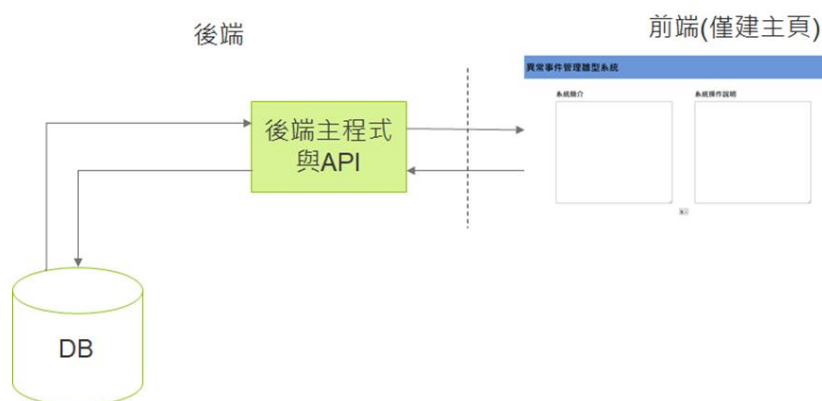 後端
前端(僅建主頁)
異常事件管理雛型系統
系統簡介
系統操作說明
後端主程式
與API
DB